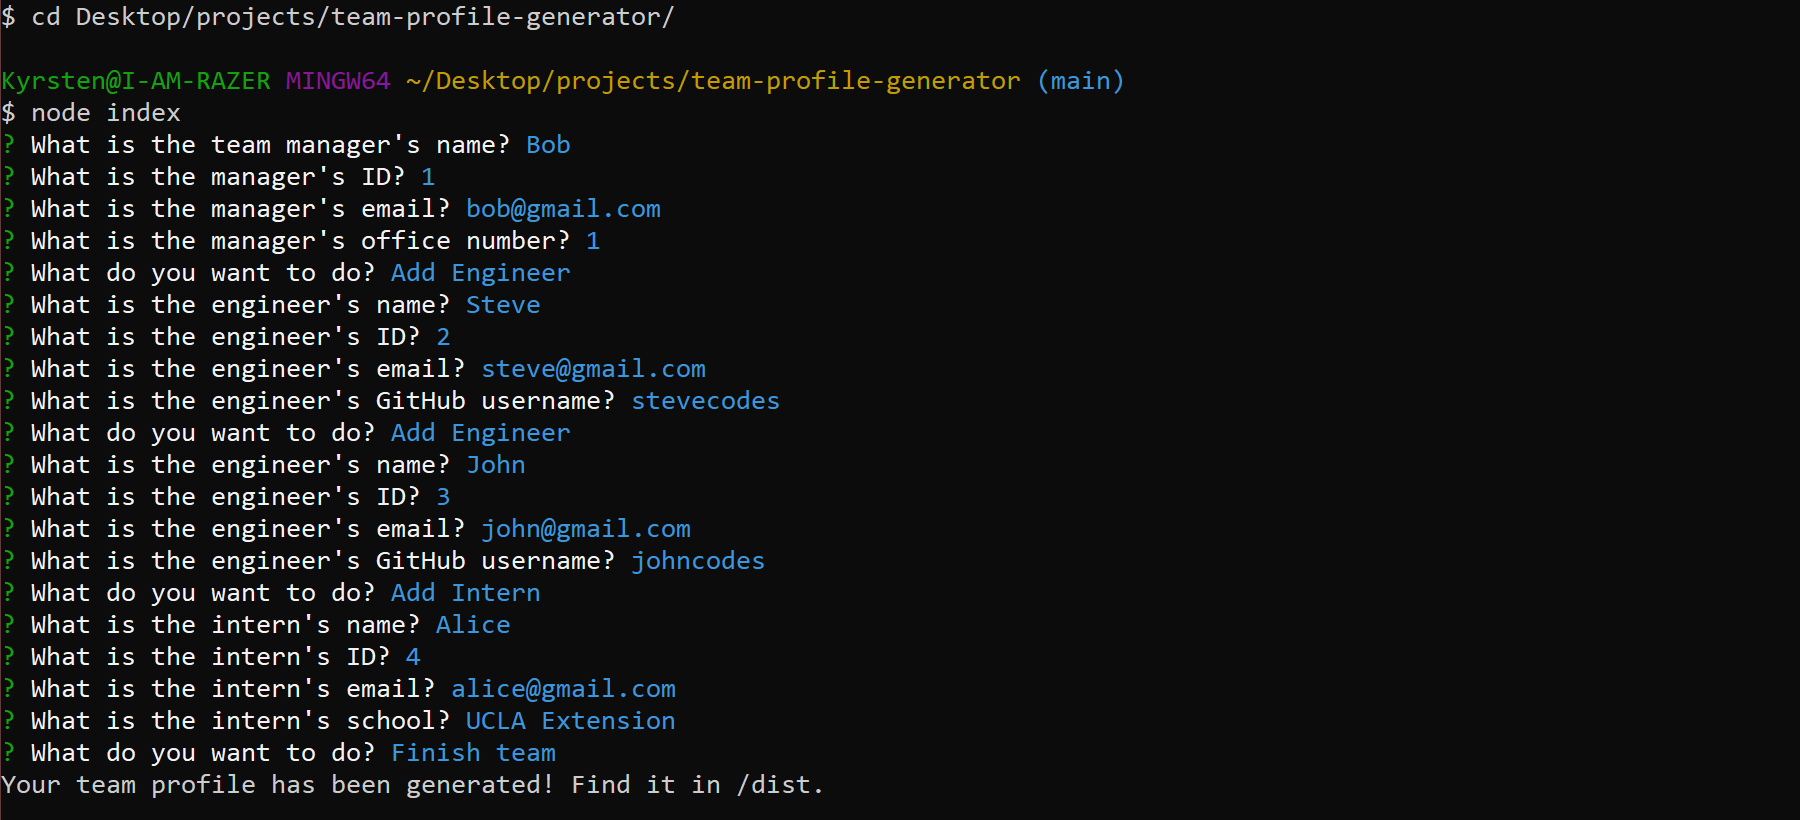 $ cd Desktop/projects/team-profile-generator/
Kyrsten@I-AM-RAZER MINGW64 ~/Desktop/projects/team-profile-generator (main)
$ node index
? What is the team manager's name? Bob
? What is the manager's ID? 1
? What is the manager's email? bob@gmail.com
? What is the manager's office number? 1
? What do you want to do? Add Engineer
? What is the engineer's name? Steve
? What is the engineer's ID? 2
? What is the engineer's email? steve@gmail.com
? What is the engineer's GitHub username? stevecodes
? What do you want to do? Add Engineer
? What is the engineer's name? John
? What is the engineer's ID? 3
? What is the engineer's email? john@gmail.com
? What is the engineer's GitHub username? johncodes
? What do you want to do? Add Intern
? What is the intern's name? Alice
? What is the intern's ID? 4
? What is the intern's email? alice@gmail.com
? What is the intern's school? UCLA Extension
? What do you want to do? Finish team
Your team profile has been generated! Find it in /dist.